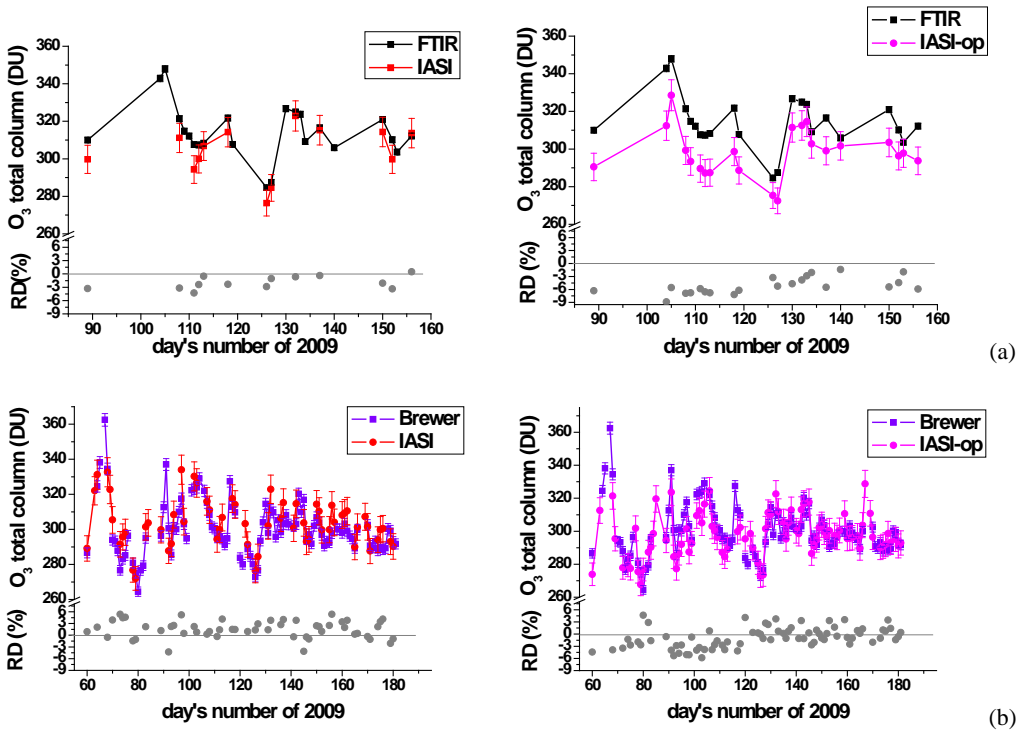 FTIR
IASI
O3 total column (DU)
360
340
320
300
280
260
RD(%)
6
3
0
-3
-6
-9
90 100 110 120 130 140 150 160
day's number of 2009
FTIR
IASI-op
O3 total column (DU)
360
340
320
300
280
260
RD (%)
6
3
0
-3
-6
-9
90 100 110 120 130 140 150 160
day's number of 2009
(a)
Brewer
IASI
O3 total column (DU)
360
340
320
300
280
260
RD (%)
6
3
0
-3
-6
-9
60 80 100 120 140 160 180
day's number of 2009
Brewer
IASI-op
O3 total column (DU)
360
340
320
300
280
260
RD (%)
6
3
0
-3
-6
-9
60 80 100 120 140 160 180
day's number of 2009
(b)